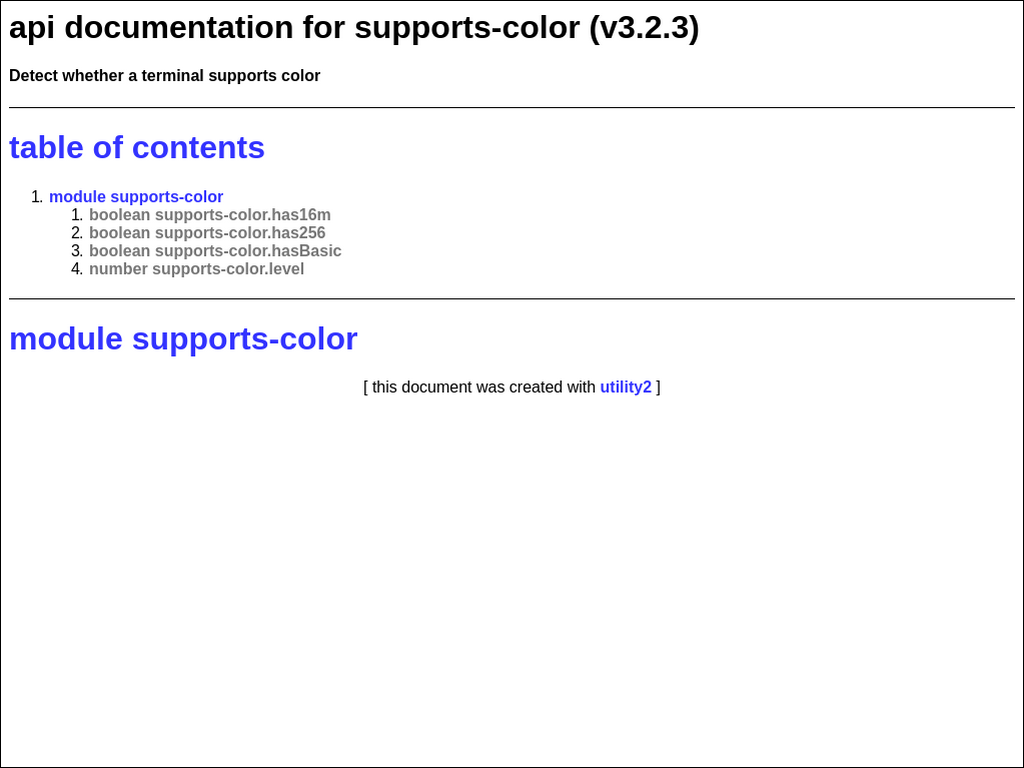 api documentation for supports-color (v3.2.3)
Detect whether a terminal supports color
table of contents
1. module supports-color
1. boolean supports-color.has16m
2. boolean supports-color.has256
3. boolean supports-color.hasBasic
4. number supports-color.level
module supports-color
[ this document was created with utility2 ]